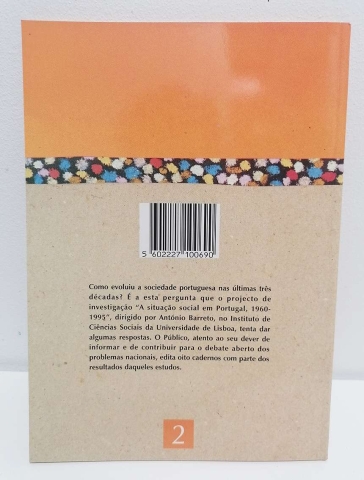 5 602227 100690
Como evoluiu a sociedade portuguesa nas últimas três
décadas? É a esta pergunta que o projecto de
investigação "A situação social em Portugal, 1960-
1995", dirigido por António Barreto, no Instituto de
Ciências Sociais da Universidade de Lisboa, tenta dar
algumas respostas. O Público, atento ao seu dever de
informar e de contribuir para o debate aberto dos
problemas nacionais, edita oito cadernos com parte dos
resultados daqueles estudos.
2